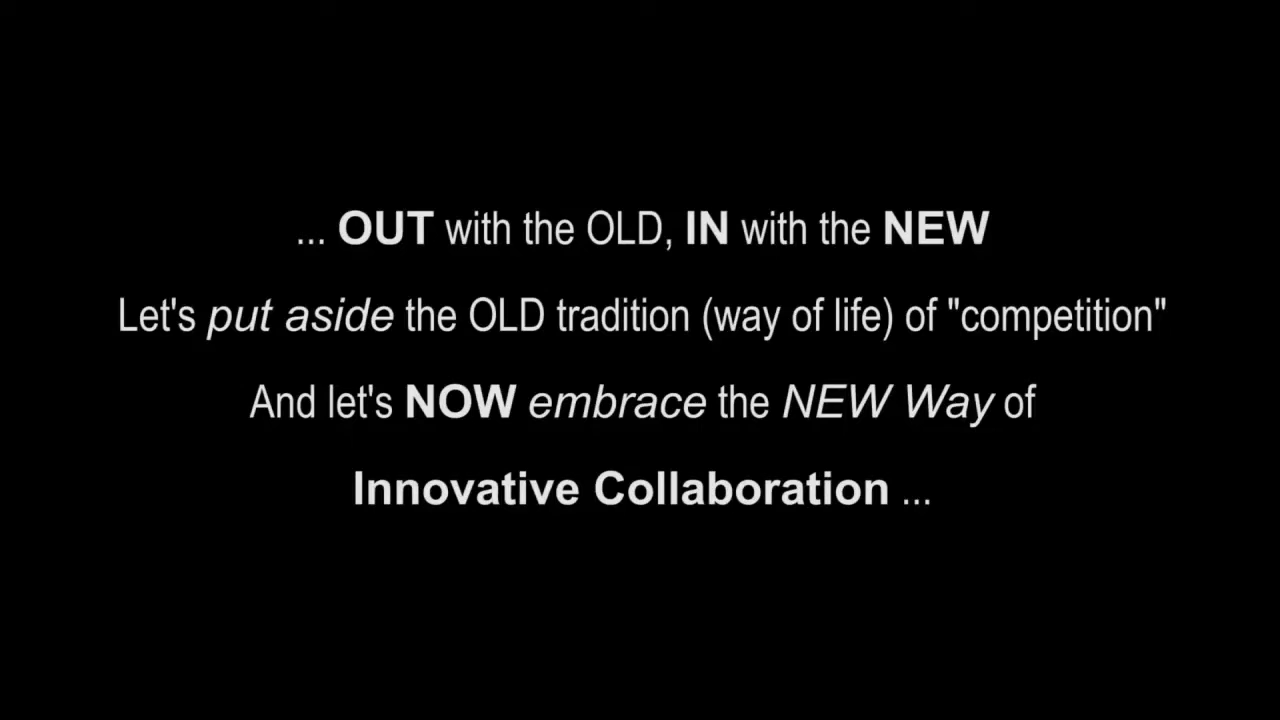 ... OUT with the OLD, IN with the NEW
Let's put aside the OLD tradition (way of life) of "competition"
And let's NOW embrace the NEW Way of
Innovative Collaboration ...